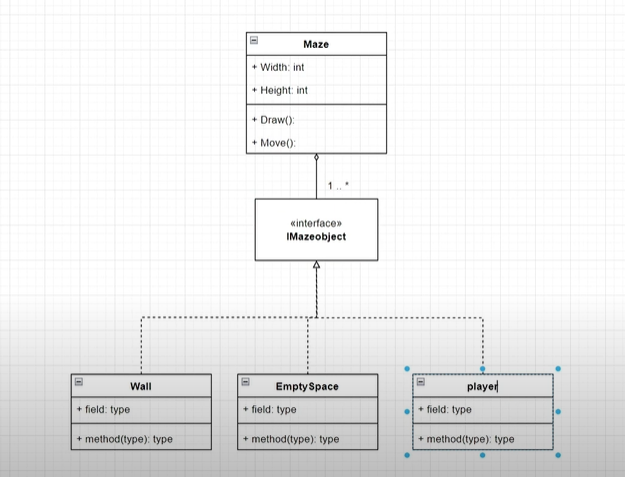 Maze
+ Width: int
+ Height: int
+ Draw():
+ Move():
1 .. *
«interface»
IMazeobject
Wall
+ field: type
+ method(type): type
EmptySpace
+ field: type
+ method(type): type
player
+ field: type
+ method(type): type